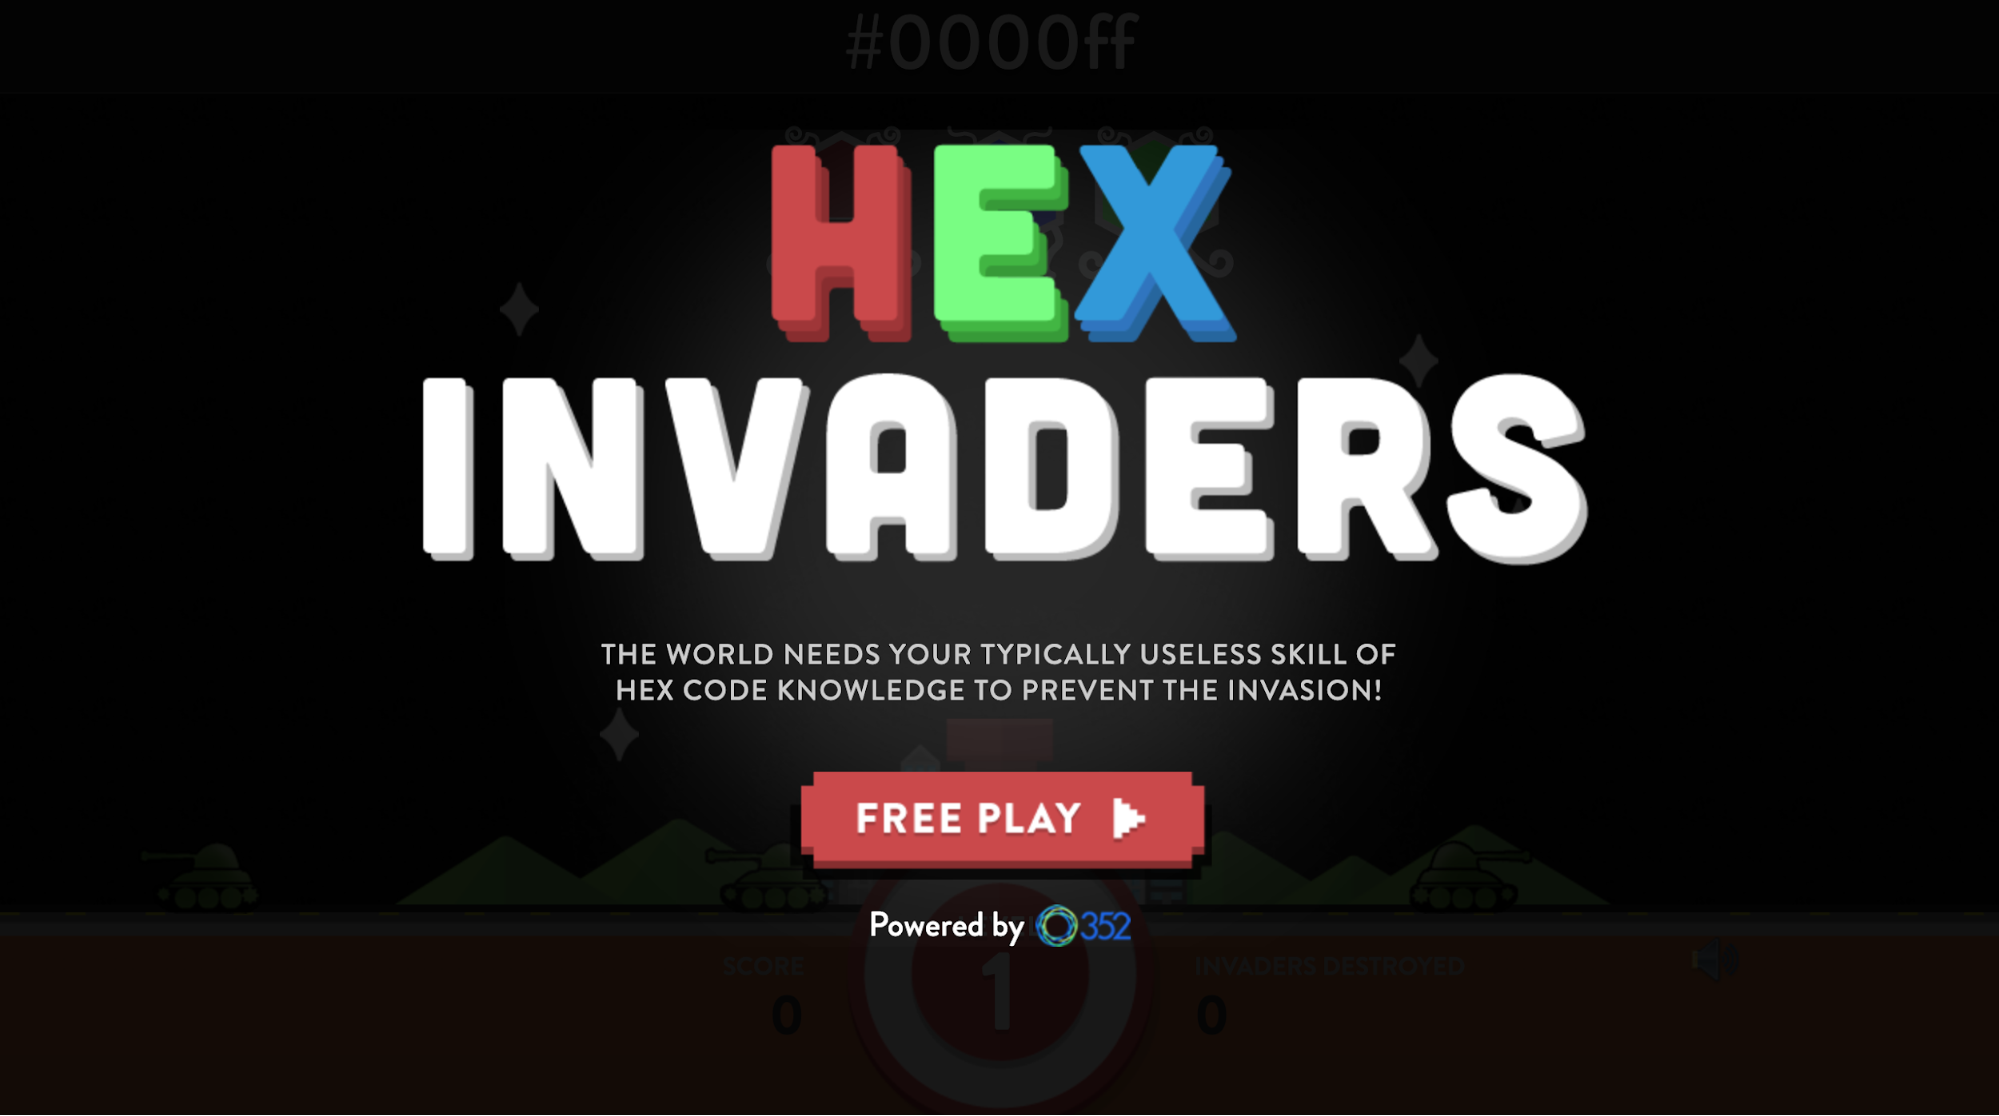 #0000ff
HEX
INVADERS
THE WORLD NEEDS YOUR TYPICALLY USELESS SKILL OF
HEX CODE KNOWLEDGE TO PREVENT THE INVASION!
FREE PLAY
Powered by 352
SCORE
0
1
INVADERS DESTROYED
0